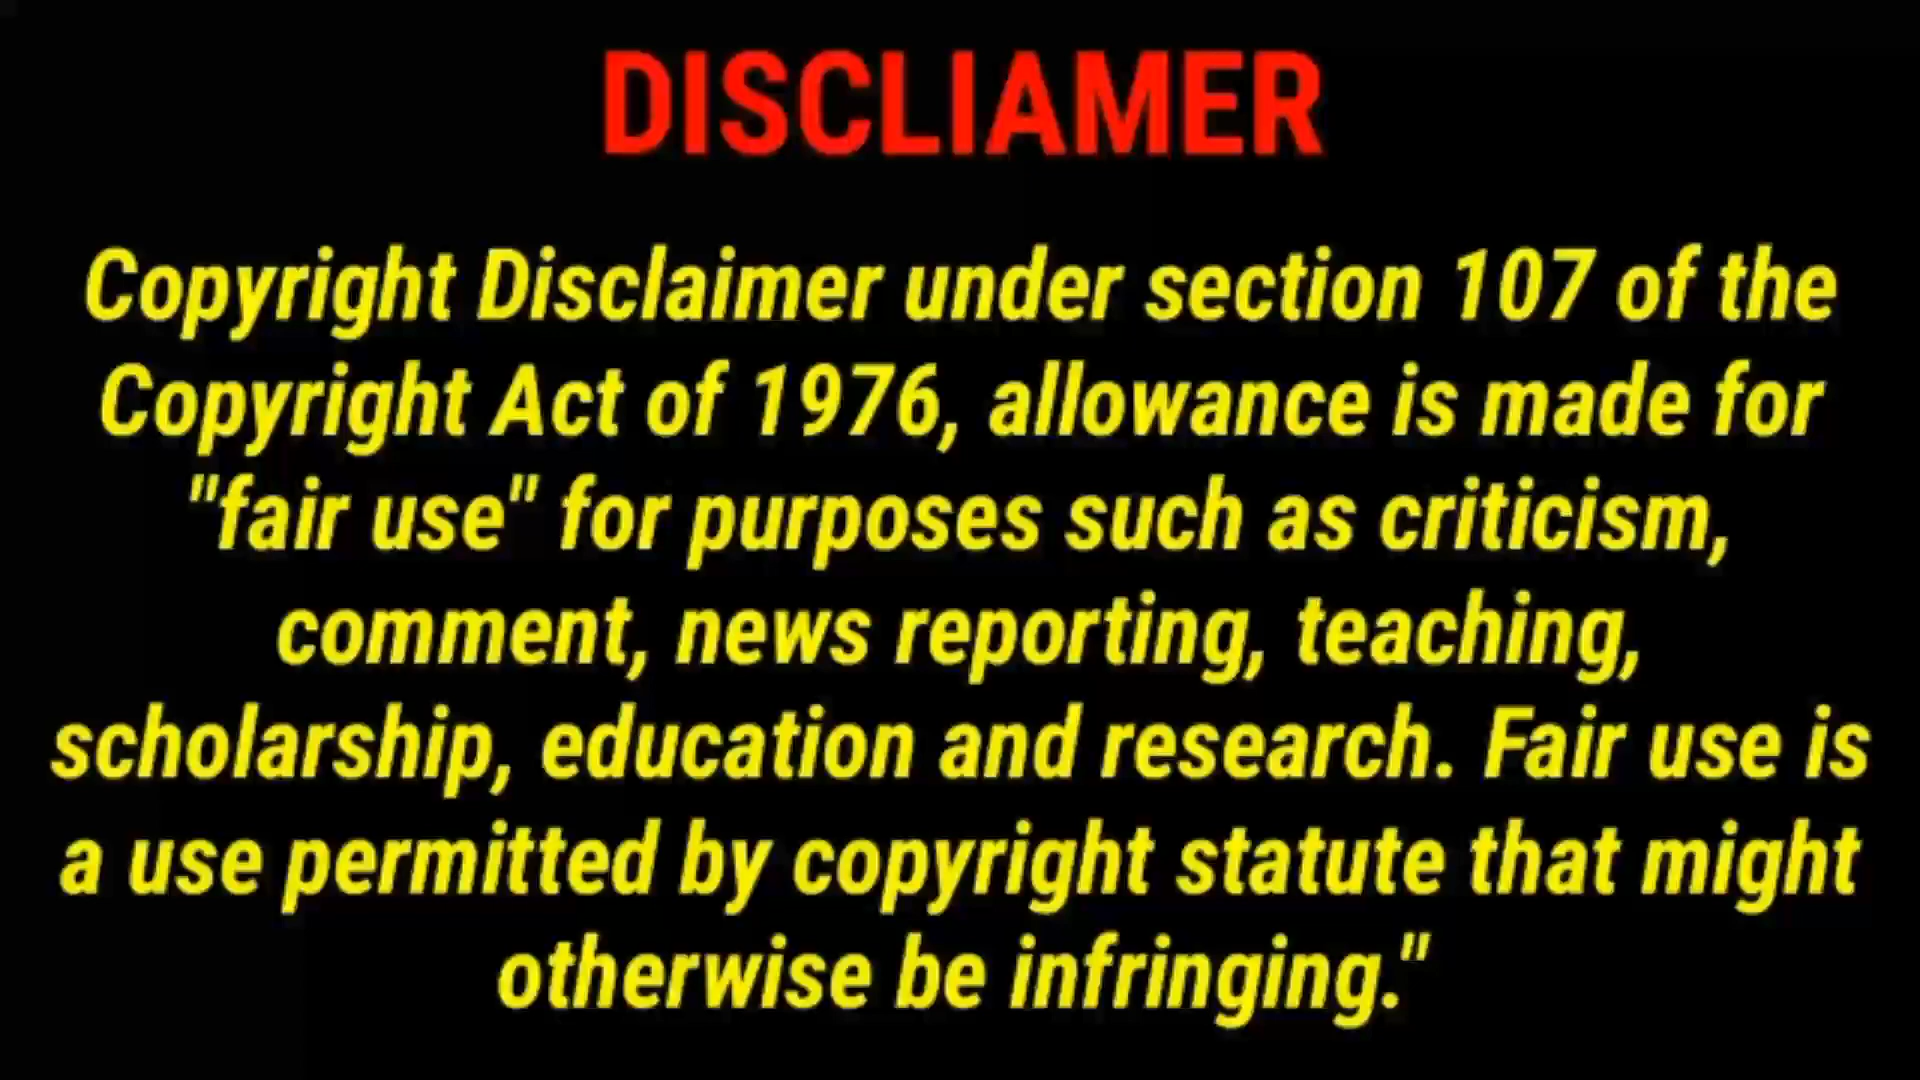 DISCLIAMER
Copyright Disclaimer under section 107 of the
Copyright Act of 1976, allowance is made for
"fair use" for purposes such as criticism,
comment, news reporting, teaching,
scholarship, education and research. Fair use is
a use permitted by copyright statute that might
otherwise be infringing."